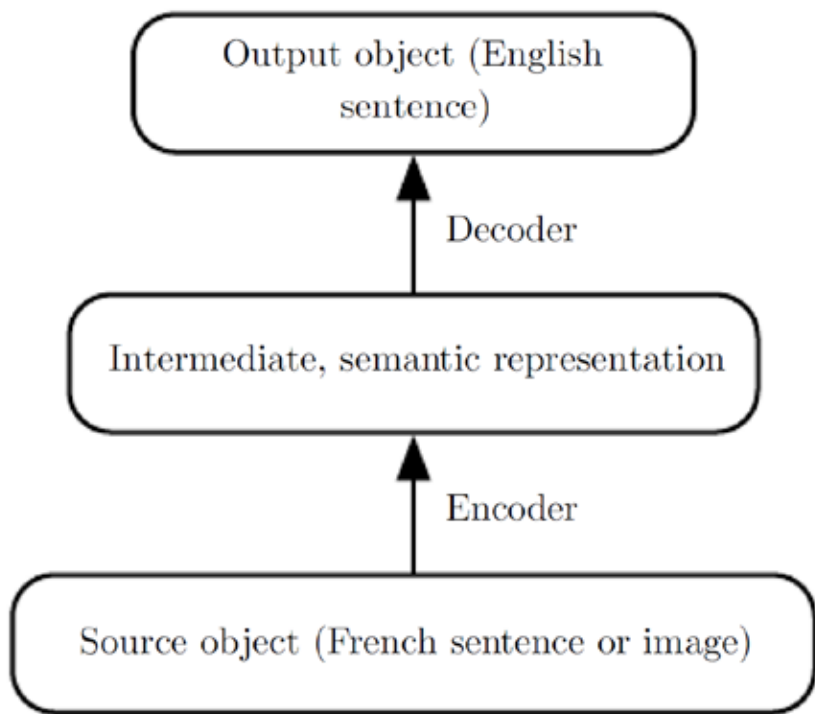 Output object (English
sentence)
Decoder
Intermediate, semantic representation
Encoder
Source object (French sentence or image)